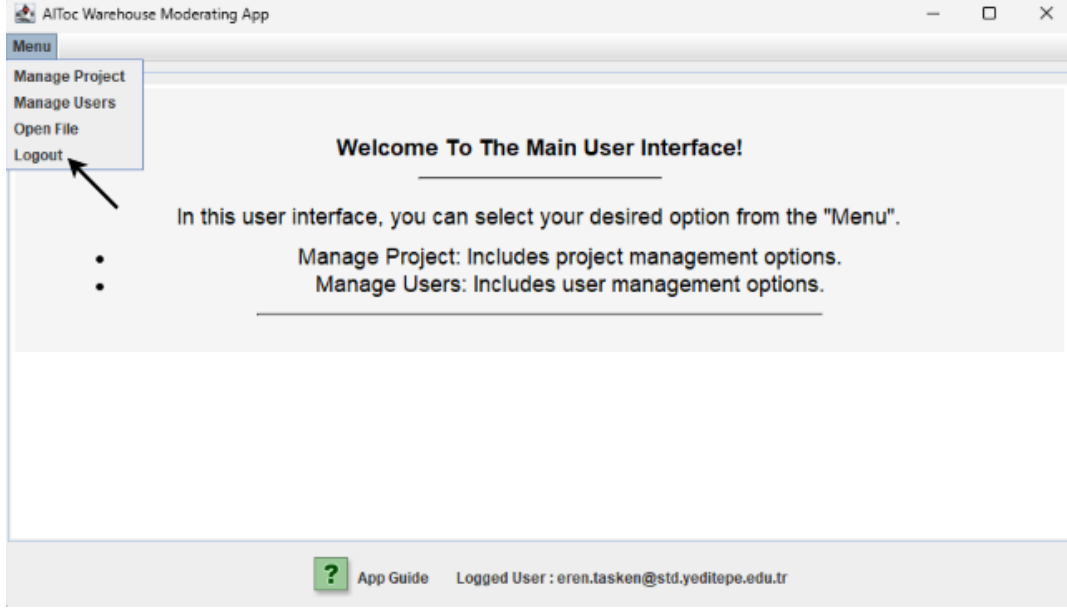 AIToc Warehouse Moderating App
Menu
Manage Project
Manage Users
Open File
Logout
Welcome To The Main User Interface!
In this user interface, you can select your desired option from the "Menu".
Manage Project: Includes project management options.
Manage Users: Includes user management options.
? App Guide Logged User : eren.tasken@std.yeditepe.edu.tr